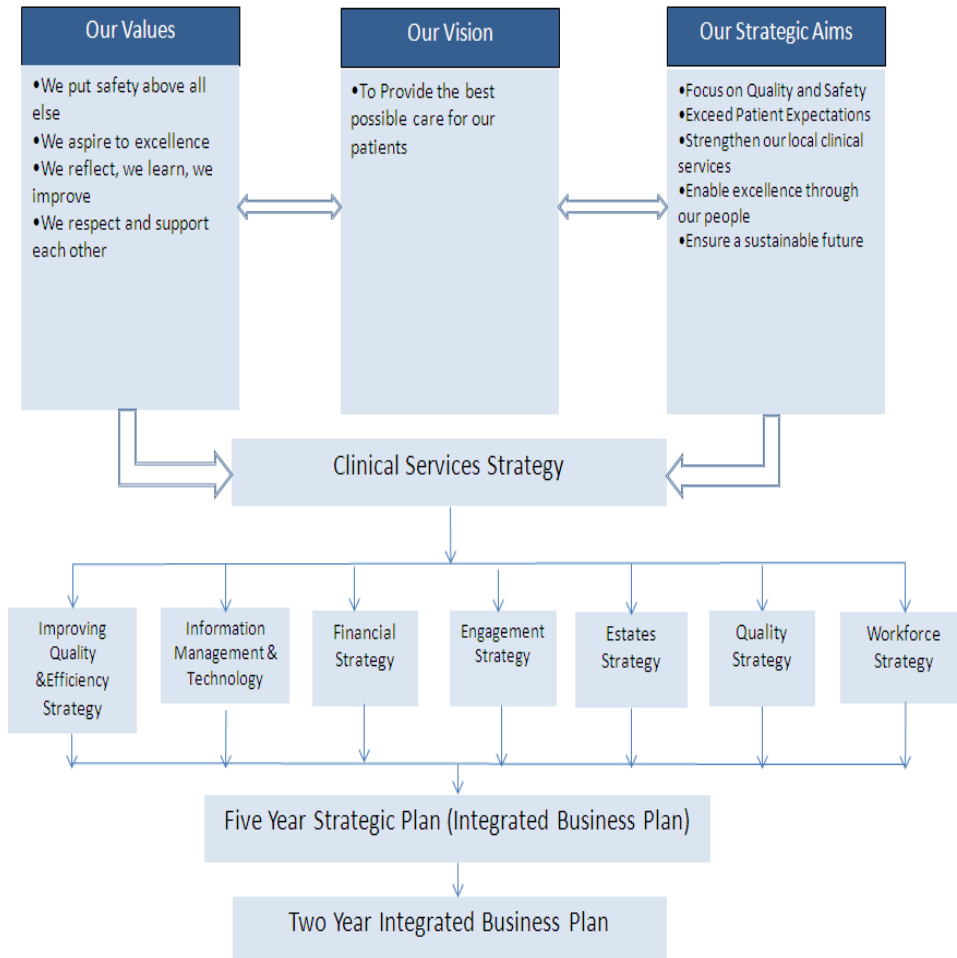 Our Values
•We put safety above all
else
•We aspire to excellence
•We reflect, we learn, we
improve
•We respect and support
each other
Our Vision
•To Provide the best
possible care for our
patients
Our Strategic Aims
•Focus on Quality and Safety
•Exceed Patient Expectations
•Strengthen our local clinical
services
•Enable excellence through
our people
•Ensure a sustainable future
Clinical Services Strategy
Improving
Quality
&Efficiency
Strategy
Information
Management &
Technology
Financial
Strategy
Engagement
Strategy
Estates
Strategy
Quality
Strategy
Workforce
Strategy
Five Year Strategic Plan (Integrated Business Plan)
Two Year Integrated Business Plan